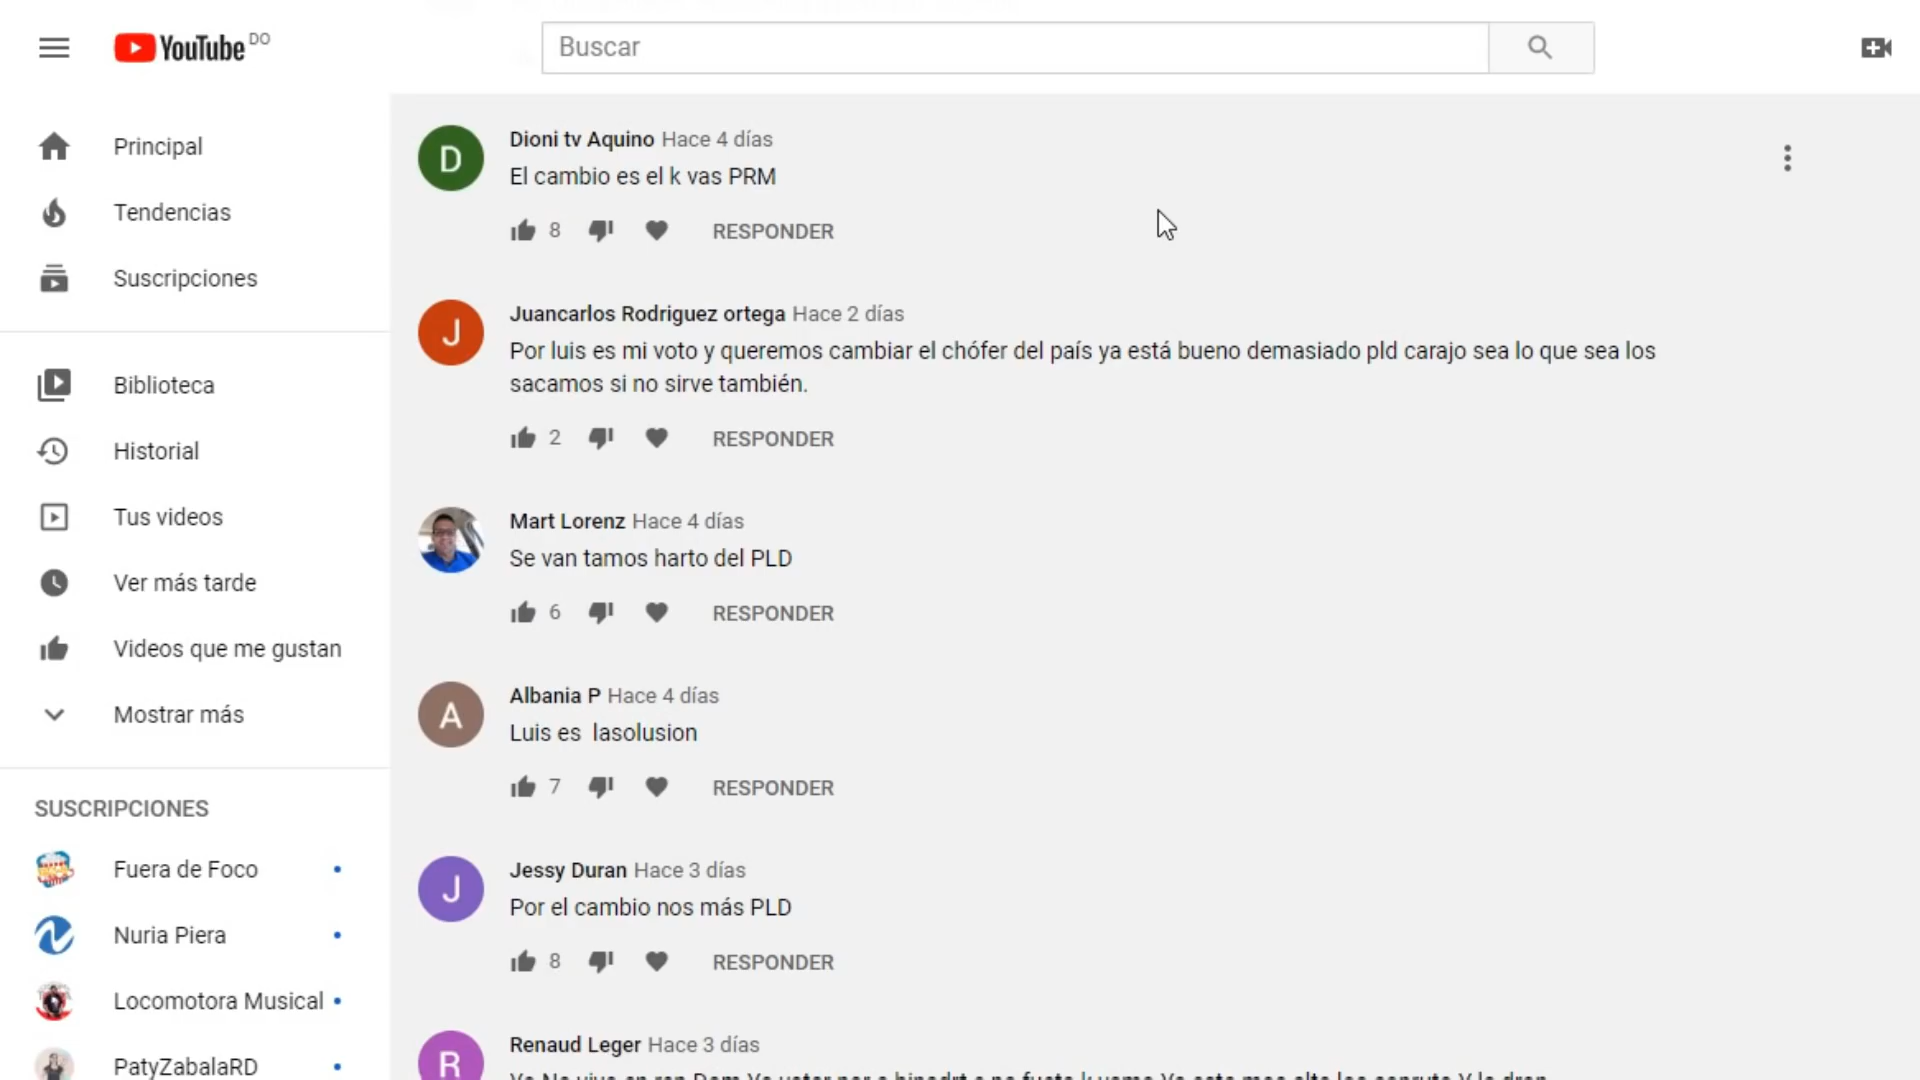 YouTube DO
Buscar
Principal
Tendencias
Suscripciones
Biblioteca
Historial
Tus videos
Ver más tarde
Videos que me gustan
Mostrar más
SUSCRIPCIONES
Fuera de Foco
Nuria Piera
Locomotora Musical
PatyZabalaRD
D
Dioni tv Aquino Hace 4 días
El cambio es el k vas PRM
8 RESPONDER
J
Juancarlos Rodriguez ortega Hace 2 días
Por luis es mi voto y queremos cambiar el chófer del país ya está bueno demasiado pld carajo sea lo que sea los
sacamos si no sirve también.
2 RESPONDER
Mart Lorenz Hace 4 días
Se van tamos harto del PLD
6 RESPONDER
A
Albania P Hace 4 días
Luis es  lasolusion
7 RESPONDER
J
Jessy Duran Hace 3 días
Por el cambio nos más PLD
8 RESPONDER
R
Renaud Leger Hace 3 días